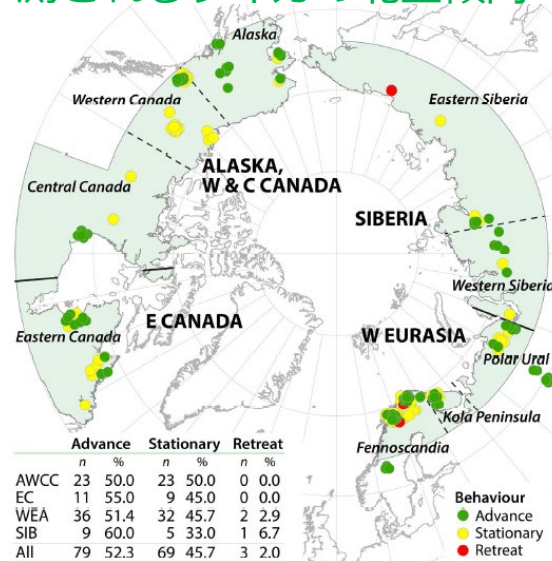 Alaska
Western Canada
Eastern Siberia
ALASKA,
W & C CANADA
Central Canada
SIBERIA
Western Siberia
E CANADA
Eastern Canada
W EURASIA
Polar Ural
Kola Peninsula
Fennoscandia
Advance Stationary Retreat
n % n % n %
AWCC 23 50.0 23 50.0 0 0.0
EC 11 55.0 9 45.0 0 0.0
WEA 36 51.4 32 45.7 2 2.9
SIB 9 60.0 5 33.0 1 6.7
All 79 52.3 69 45.7 3 2.0
Behaviour
Advance
Stationary
Retreat